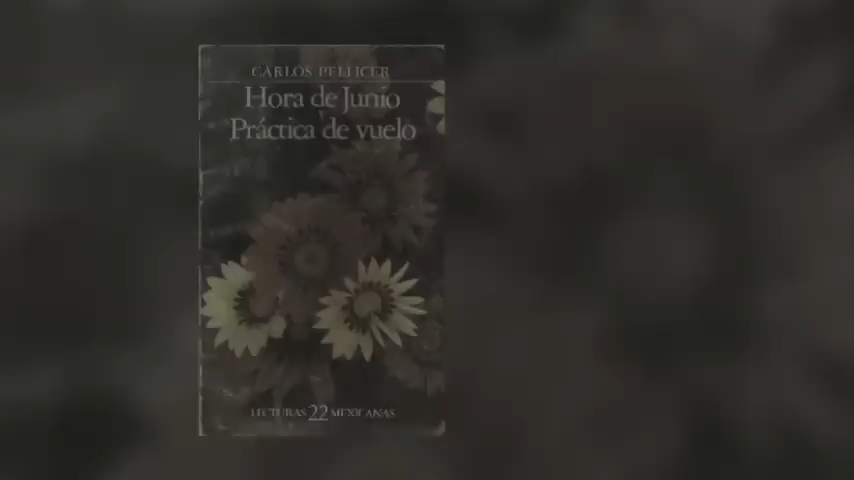 CARLOS PELLICER
Hora de Junio
Práctica de vuelo
LECTURAS 22 MEXICANAS